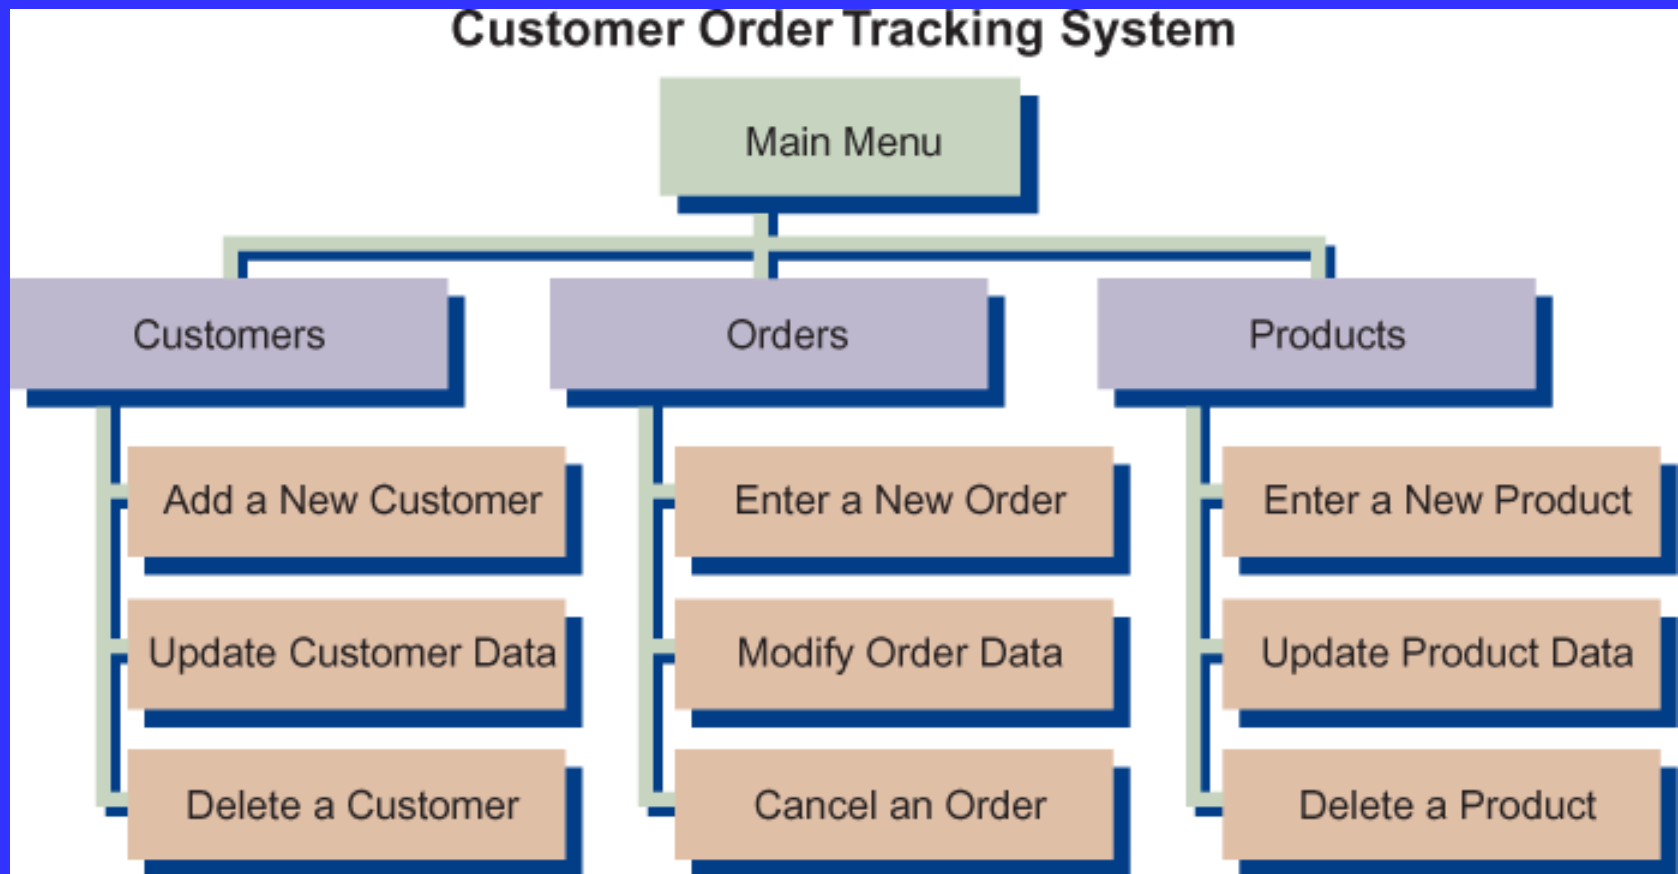 Customer Order Tracking System
Main Menu
Customers
Orders
Products
Add a New Customer
Enter a New Order
Enter a New Product
Update Customer Data
Modify Order Data
Update Product Data
Delete a Customer
Cancel an Order
Delete a Product